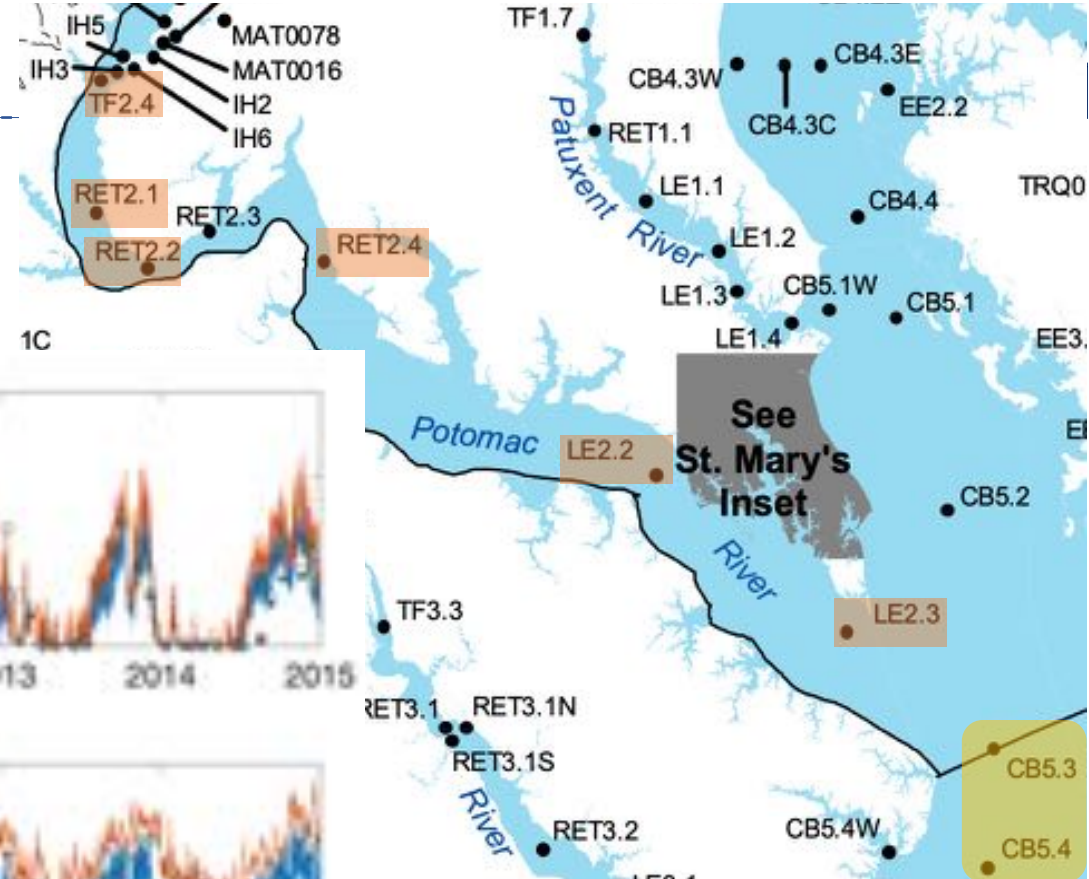 TF1.7
IH5
MAT0078
CB4.3E
IH3
MAT0016
CB4.3W
TF2.4
IH2
EE2.2
CB4.3C
IH6
RET1.1
Patuxent River
RET2.1
LE1.1
TRQ0
RET2.3
CB4.4
RET2.2
RET2.4
LE1.2
CB5.1W
LE1.3
CB5.1
1C
LE1.4
EE3.
See
St. Mary's
Inset
Potomac
LE2.2
CB5.2
River
TF3.3
LE2.3
13
2014
2015
RET3.1
RET3.1N
RET3.1S
CB5.3
River
RET3.2
CB5.4W
CB5.4